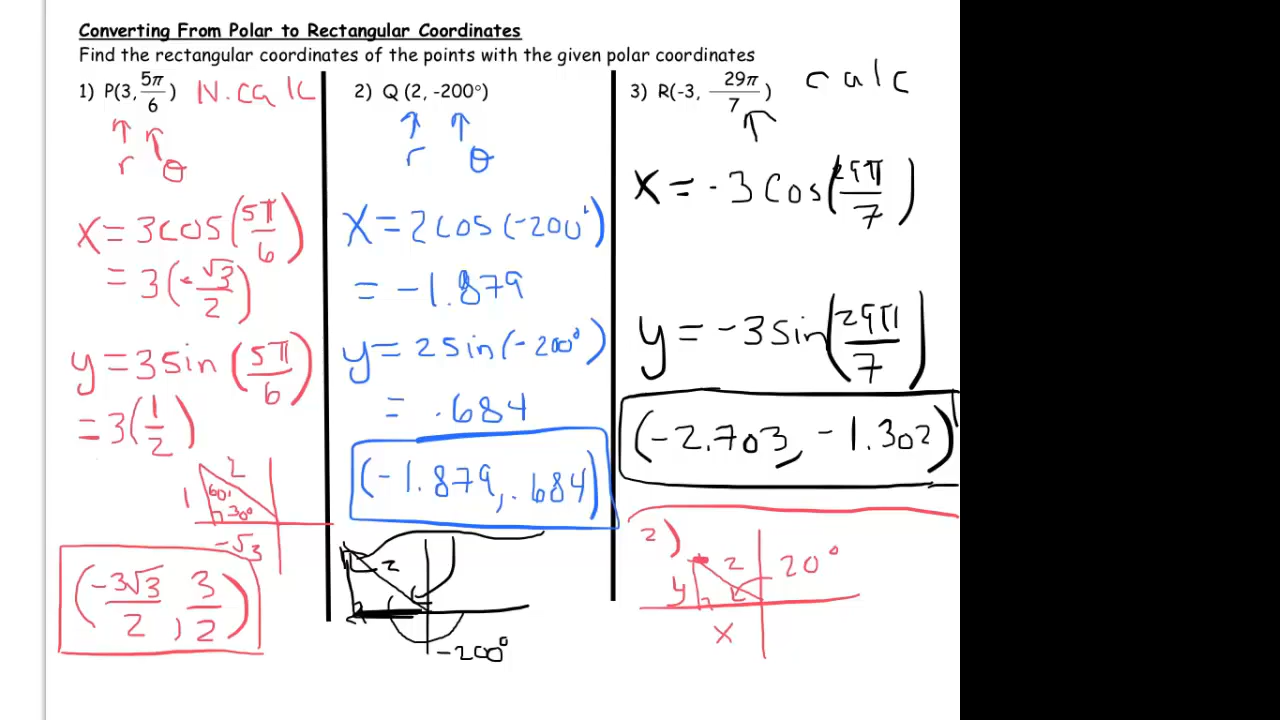 Converting From Polar to Rectangular Coordinates
Find the rectangular coordinates of the points with the given polar coordinates
1) P(3, 5π/6) N. calc
r θ
x = 3cos(5π/6)
= 3(-√3/2)
y = 3sin(5π/6)
= 3(1/2)
2
1 60° 30°
-√3
(-3√3/2, 3/2)
2) Q (2, -200°)
r θ
x = 2cos(-200°)
= -1.879
y = 2sin(-200°)
= .684
(-1.879, .684)
2
-200°
3) R(-3, 29π/7) calc
x = -3cos(29π/7)
y = -3sin(29π/7)
(-2.703, -1.302)
2)
2 20°
y
x